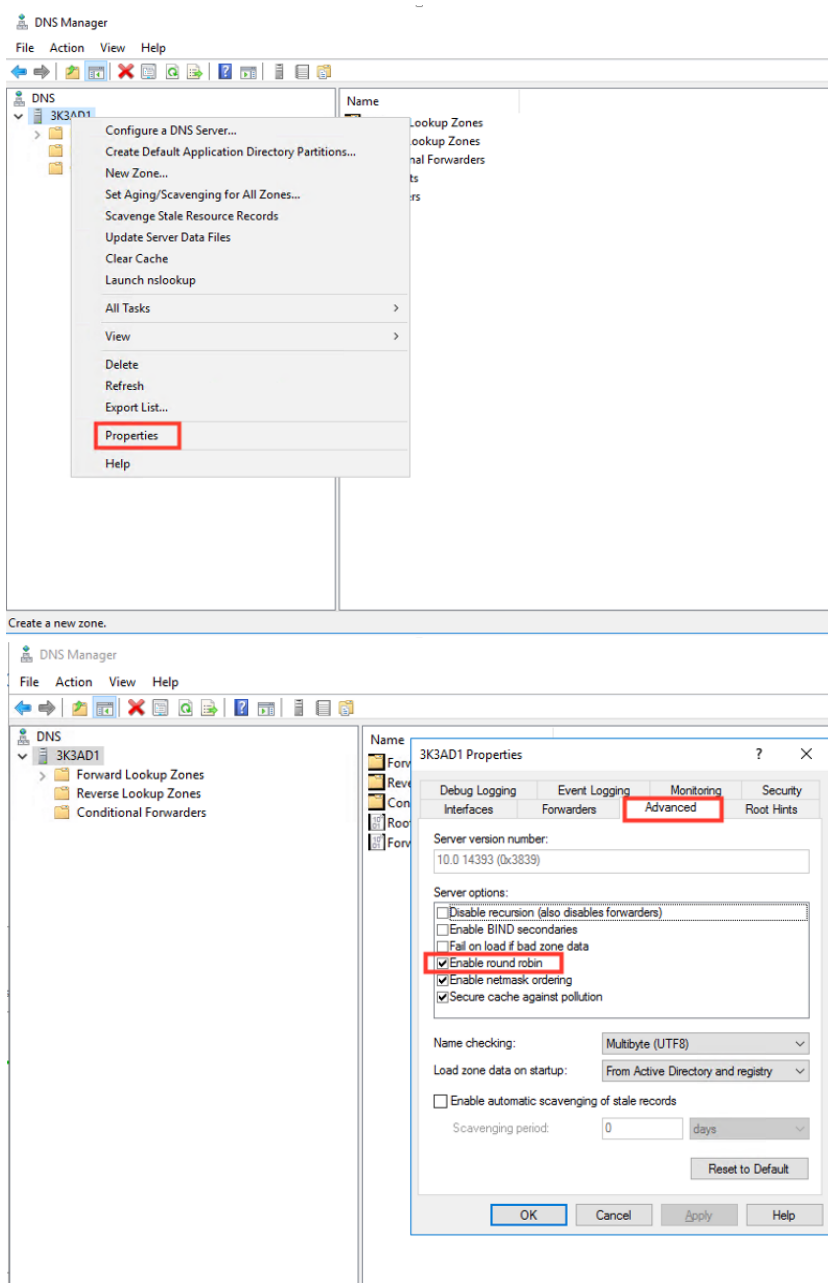 DNS Manager
File Action View Help
DNS
3K3AD1
Name
Lookup Zones
ookup Zones
nal Forwarders
ts
ers
Configure a DNS Server...
Create Default Application Directory Partitions...
New Zone...
Set Aging/Scavenging for All Zones...
Scavenge Stale Resource Records
Update Server Data Files
Clear Cache
Launch nslookup
All Tasks
View
Delete
Refresh
Export List...
Properties
Help
Create a new zone.
DNS Manager
File Action View Help
DNS
3K3AD1
Forward Lookup Zones
Reverse Lookup Zones
Conditional Forwarders
Name
Forw
Reve
Con
Roo
Forw
3K3AD1 Properties ?
Debug Logging Event Logging Monitoring Security
Interfaces Forwarders Advanced Root Hints
Server version number:
10.0 14393 (0x3839)
Server options:
Disable recursion (also disables forwarders)
Enable BIND secondaries
Fail on load if bad zone data
Enable round robin
Enable netmask ordering
Secure cache against pollution
Name checking: Multibyte (UTF8)
Load zone data on startup: From Active Directory and registry
Enable automatic scavenging of stale records
Scavenging period: 0 days
Reset to Default
OK Cancel Apply Help